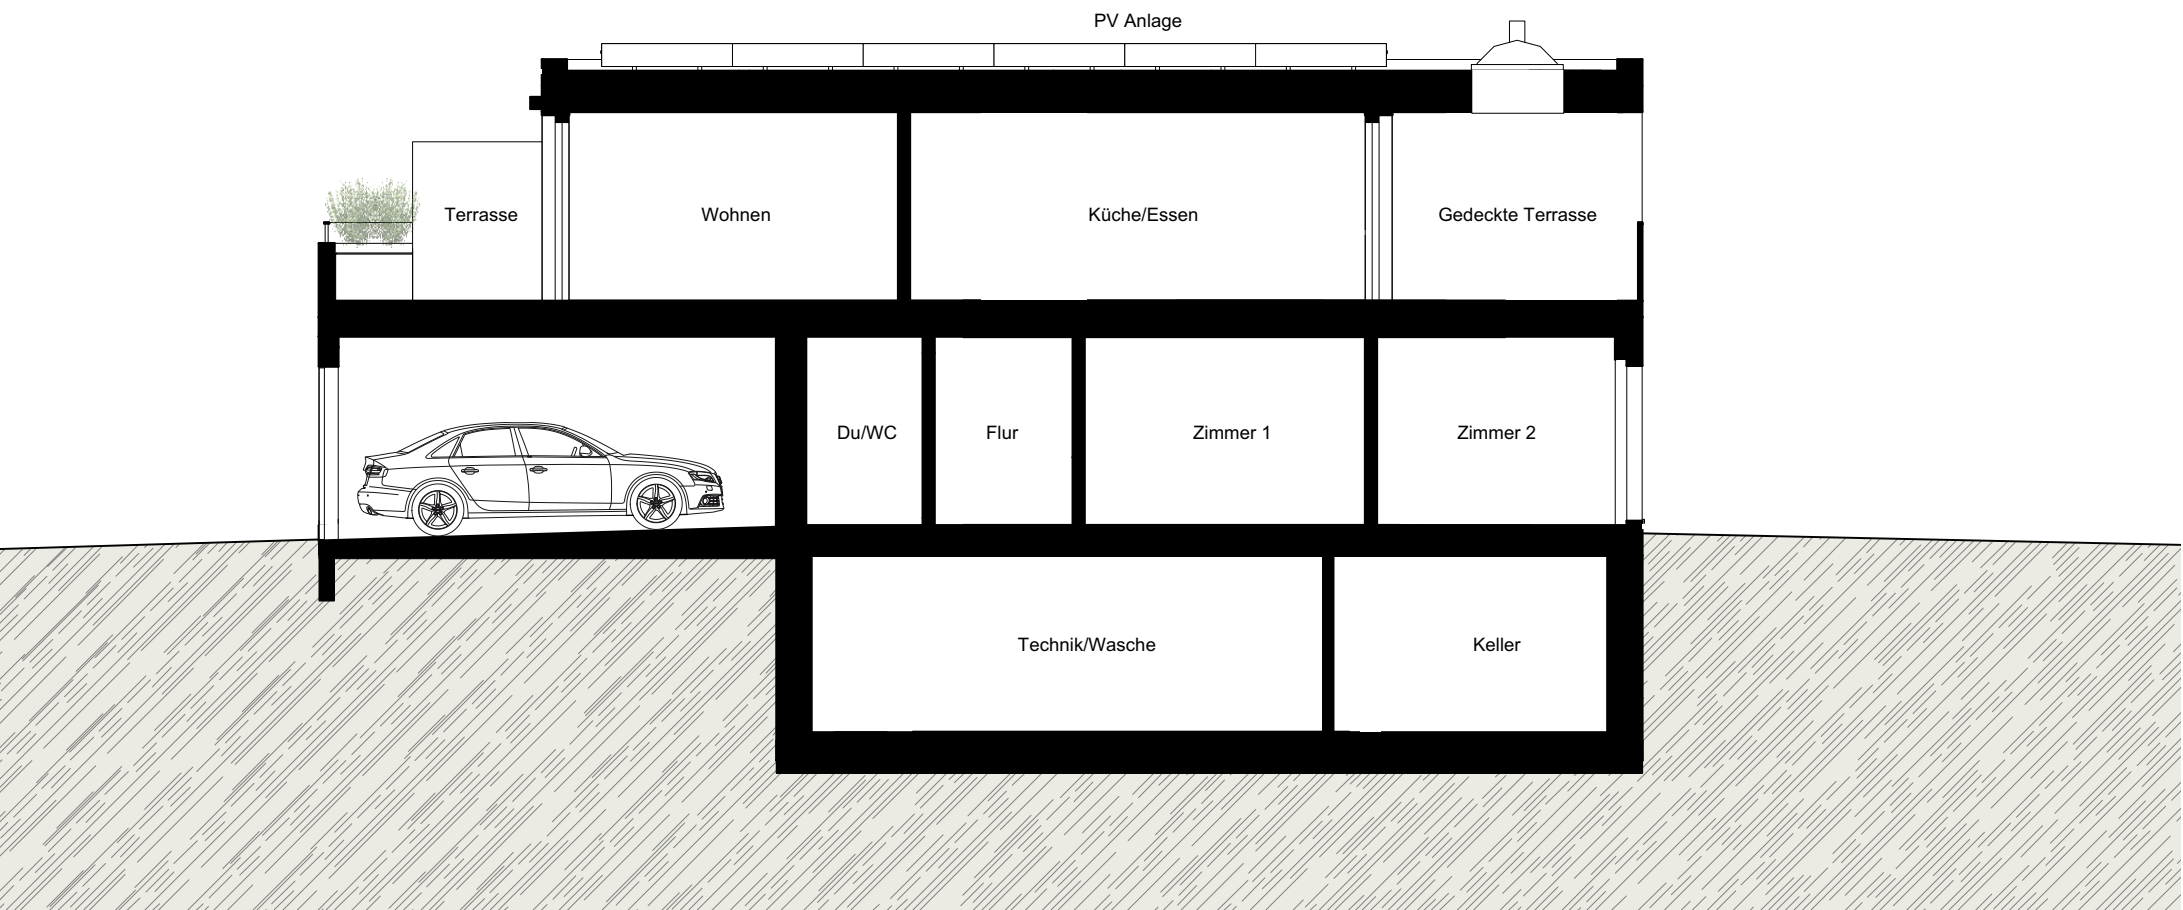 PV Anlage
Terrasse
Wohnen
Küche/Essen
Gedeckte Terrasse
Du/WC
Flur
Zimmer 1
Zimmer 2
Technik/Wasche
Keller